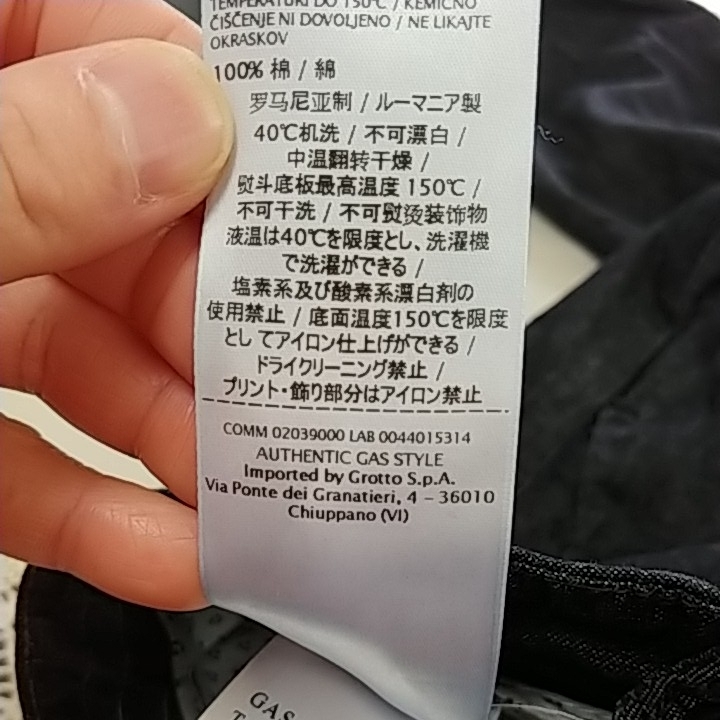 TEMPERATURI DO 150°C / KEMIČNO
ČIŠČENJE NI DOVOLJENO / NE LIKAJTE
OKRASKOV
100% 棉 / 綿
罗马尼亚制 / ルーマニア製
40℃机洗 / 不可漂白 /
中温翻转干燥 /
熨斗底板最高温度 150℃ /
不可干洗 / 不可熨烫装饰物
液温は40℃を限度とし、洗濯機
で洗濯ができる /
塩素系及び酸素系漂白剤の
使用禁止 / 底面温度150℃を限度
とし てアイロン仕上げができる /
ドライクリーニング禁止 /
プリント・飾り部分はアイロン禁止
COMM 02039000 LAB 0044015314
AUTHENTIC GAS STYLE
Imported by Grotto S.p.A.
Via Ponte dei Granatieri, 4 – 36010
Chiuppano (VI)
GAS